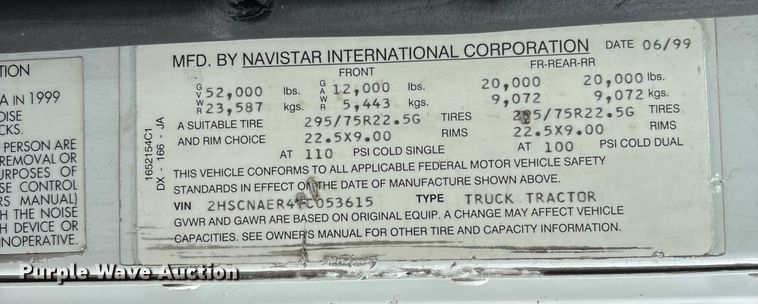 TION
A IN 1999
OISE
CKS.
PERSON ARE
REMOVAL OR
URPOSES OF
SE CONTROL
ERS MANUAL)
H THE NOISE
H DEVICE OR
INOPERATIVE.
1652154C1
DX - 166 - JA
MFD. BY NAVISTAR INTERNATIONAL CORPORATION DATE 06/99
FRONT FR-REAR-RR
GVWR 52,000 lbs. GAWR 12,000 lbs. 20,000 20,000 lbs.
23,587 kgs. 5,443 kgs. 9,072 9,072 kgs.
A SUITABLE TIRE 295/75R22.5G TIRES 295/75R22.5G TIRES
AND RIM CHOICE 22.5X9.00 RIMS 22.5X9.00 RIMS
AT 110 PSI COLD SINGLE AT 100 PSI COLD DUAL
THIS VEHICLE CONFORMS TO ALL APPLICABLE FEDERAL MOTOR VEHICLE SAFETY
STANDARDS IN EFFECT ON THE DATE OF MANUFACTURE SHOWN ABOVE.
VIN TYPE TRUCK TRACTOR
GVWR AND GAWR ARE BASED ON ORIGINAL EQUIP. A CHANGE MAY AFFECT VEHICLE
CAPACITIES. SEE OWNER'S MANUAL FOR OTHER TIRE AND CAPACITY INFORMATION.
Purple Wave Auction